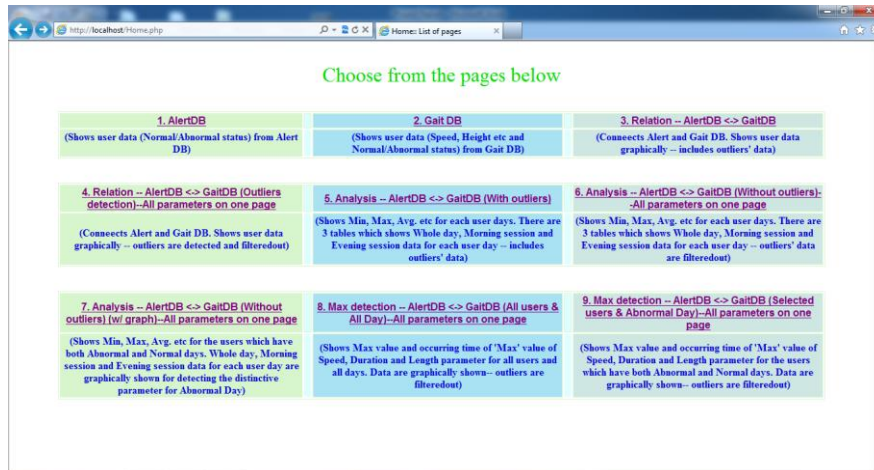 http://localhost/Home.php
Home:: List of pages
Choose from the pages below
1. AlertDB
(Shows user data (Normal/Abnormal status) from Alert
DB)
2. Gait DB
(Shows user data (Speed, Height etc and
Normal/Abnormal status) from Gait DB)
3. Relation -- AlertDB <-> GaitDB
(Conneects Alert and Gait DB. Shows user data
graphically -- includes outliers' data)
4. Relation -- AlertDB <-> GaitDB (Outliers
detection)--All parameters on one page
(Conneects Alert and Gait DB. Shows user data
graphically -- outliers are detected and filteredout)
5. Analysis -- AlertDB <-> GaitDB (With outliers)
(Shows Min, Max, Avg. etc for each user days. There are
3 tables which shows Whole day, Morning session and
Evening session data for each user day -- includes
outliers' data)
6. Analysis -- AlertDB <-> GaitDB (Without outliers)-
-All parameters on one page
(Shows Min, Max, Avg. etc for each user days. There are
3 tables which shows Whole day, Morning session and
Evening session data for each user day -- outliers' data
are filteredout)
7. Analysis -- AlertDB <-> GaitDB (Without
outliers) (w/ graph)--All parameters on one page
(Shows Min, Max, Avg. etc for the users which have
both Abnormal and Normal days. Whole day, Morning
session and Evening session data for each user day are
graphically shown for detecting the distinctive
parameter for Abnormal Day)
8. Max detection -- AlertDB <-> GaitDB (All users &
All Day)--All parameters on one page
(Shows Max value and occurring time of 'Max' value of
Speed, Duration and Length parameter for all users and
all days. Data are graphically shown-- outliers are
filteredout)
9. Max detection -- AlertDB <-> GaitDB (Selected
users & Abnormal Day)--All parameters on one
page
(Shows Max value and occurring time of 'Max' value of
Speed, Duration and Length parameter for the users
which have both Abnormal and Normal days. Data are
graphically shown-- outliers are filteredout)